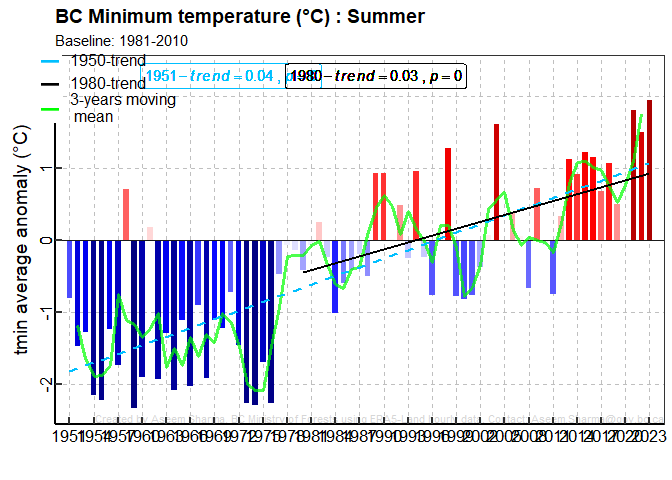 BC Minimum temperature (°C) : Summer
Baseline: 1981-2010
1950-trend
1980-trend
3-years moving
mean
1951−trend = 0.04 , p
1980−trend = 0.03 , p = 0
tmin average anomaly (°C)
1
0
-1
-2
1951 1954 1957 1960 1963 1966 1969 1972 1975 1978 1981 1984 1987 1990 1993 1996 1999 2002 2005 2008 2011 2014 2017 2020 2023